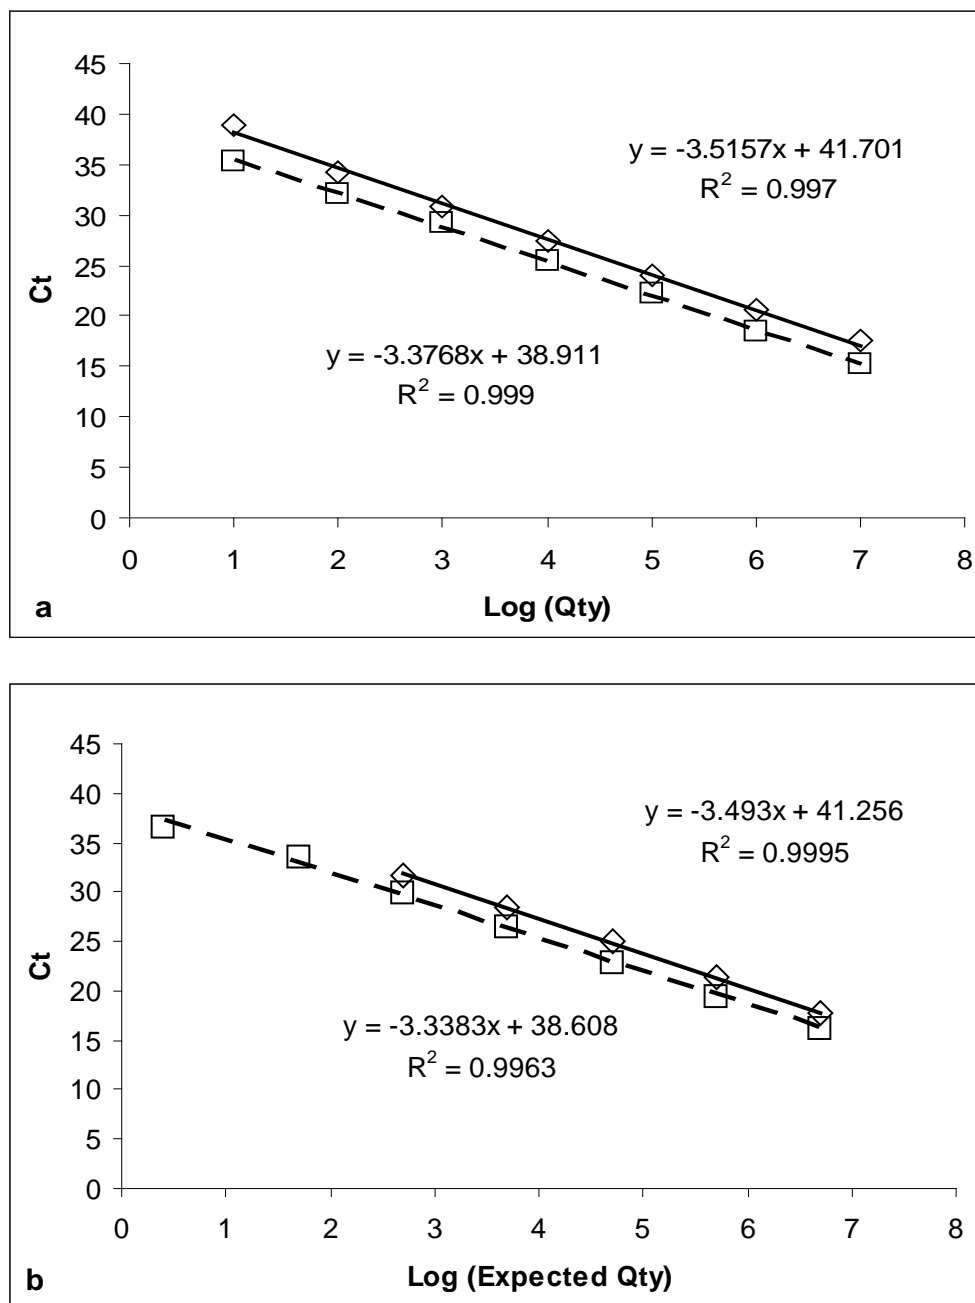 45
40
35
30
25
20
15
10
5
0
Ct
y = -3.5157x + 41.701
R² = 0.997
y = -3.3768x + 38.911
R² = 0.999
0 1 2 3 4 5 6 7 8
Log (Qty)
a
45
40
35
30
25
20
15
10
5
0
Ct
y = -3.493x + 41.256
R² = 0.9995
y = -3.3383x + 38.608
R² = 0.9963
0 1 2 3 4 5 6 7 8
Log (Expected Qty)
b